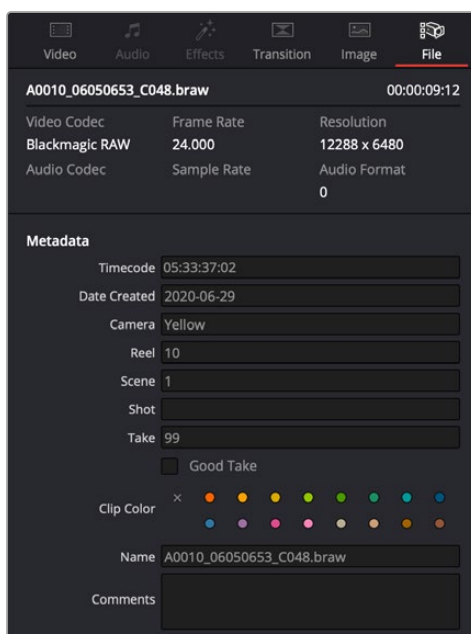 Video Audio Effects Transition Image File
A0010_06050653_C048.braw 00:00:09:12
Video Codec Frame Rate Resolution
Blackmagic RAW 24.000 12288 x 6480
Audio Codec Sample Rate Audio Format
0
Metadata
Timecode 05:33:37:02
Date Created 2020-06-29
Camera Yellow
Reel 10
Scene 1
Shot
Take 99
Good Take
Clip Color
Name A0010_06050653_C048.braw
Comments